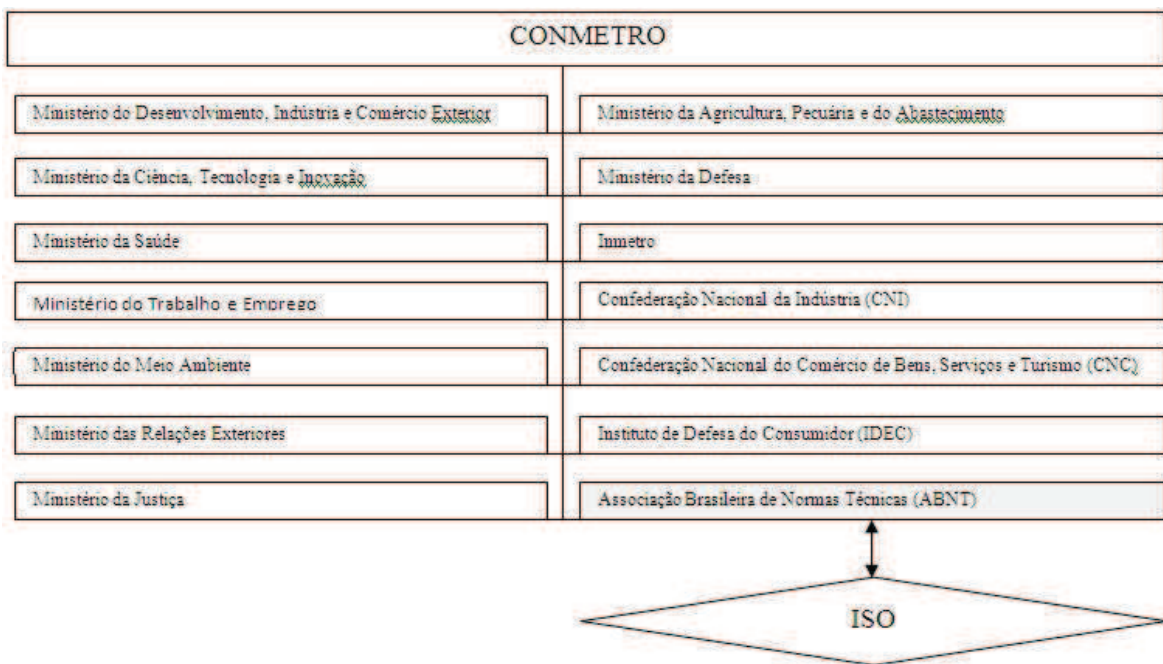 CONMETRO
Ministério do Desenvolvimento, Indústria e Comércio Exterior
Ministério da Agricultura, Pecuária e do Abastecimento
Ministério da Ciência, Tecnologia e Inovação
Ministério da Defesa
Ministério da Saúde
Inmetro
Ministério do Trabalho e Emprego
Confederação Nacional da Indústria (CNI)
Ministério do Meio Ambiente
Confederação Nacional do Comércio de Bens, Serviços e Turismo (CNC)
Ministério das Relações Exteriores
Instituto de Defesa do Consumidor (IDEC)
Ministério da Justiça
Associação Brasileira de Normas Técnicas (ABNT)
ISO